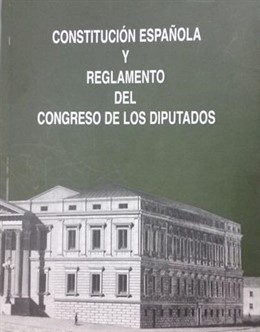 CONSTITUCIÓN ESPAÑOLA
Y
REGLAMENTO
DEL
CONGRESO DE LOS DIPUTADOS